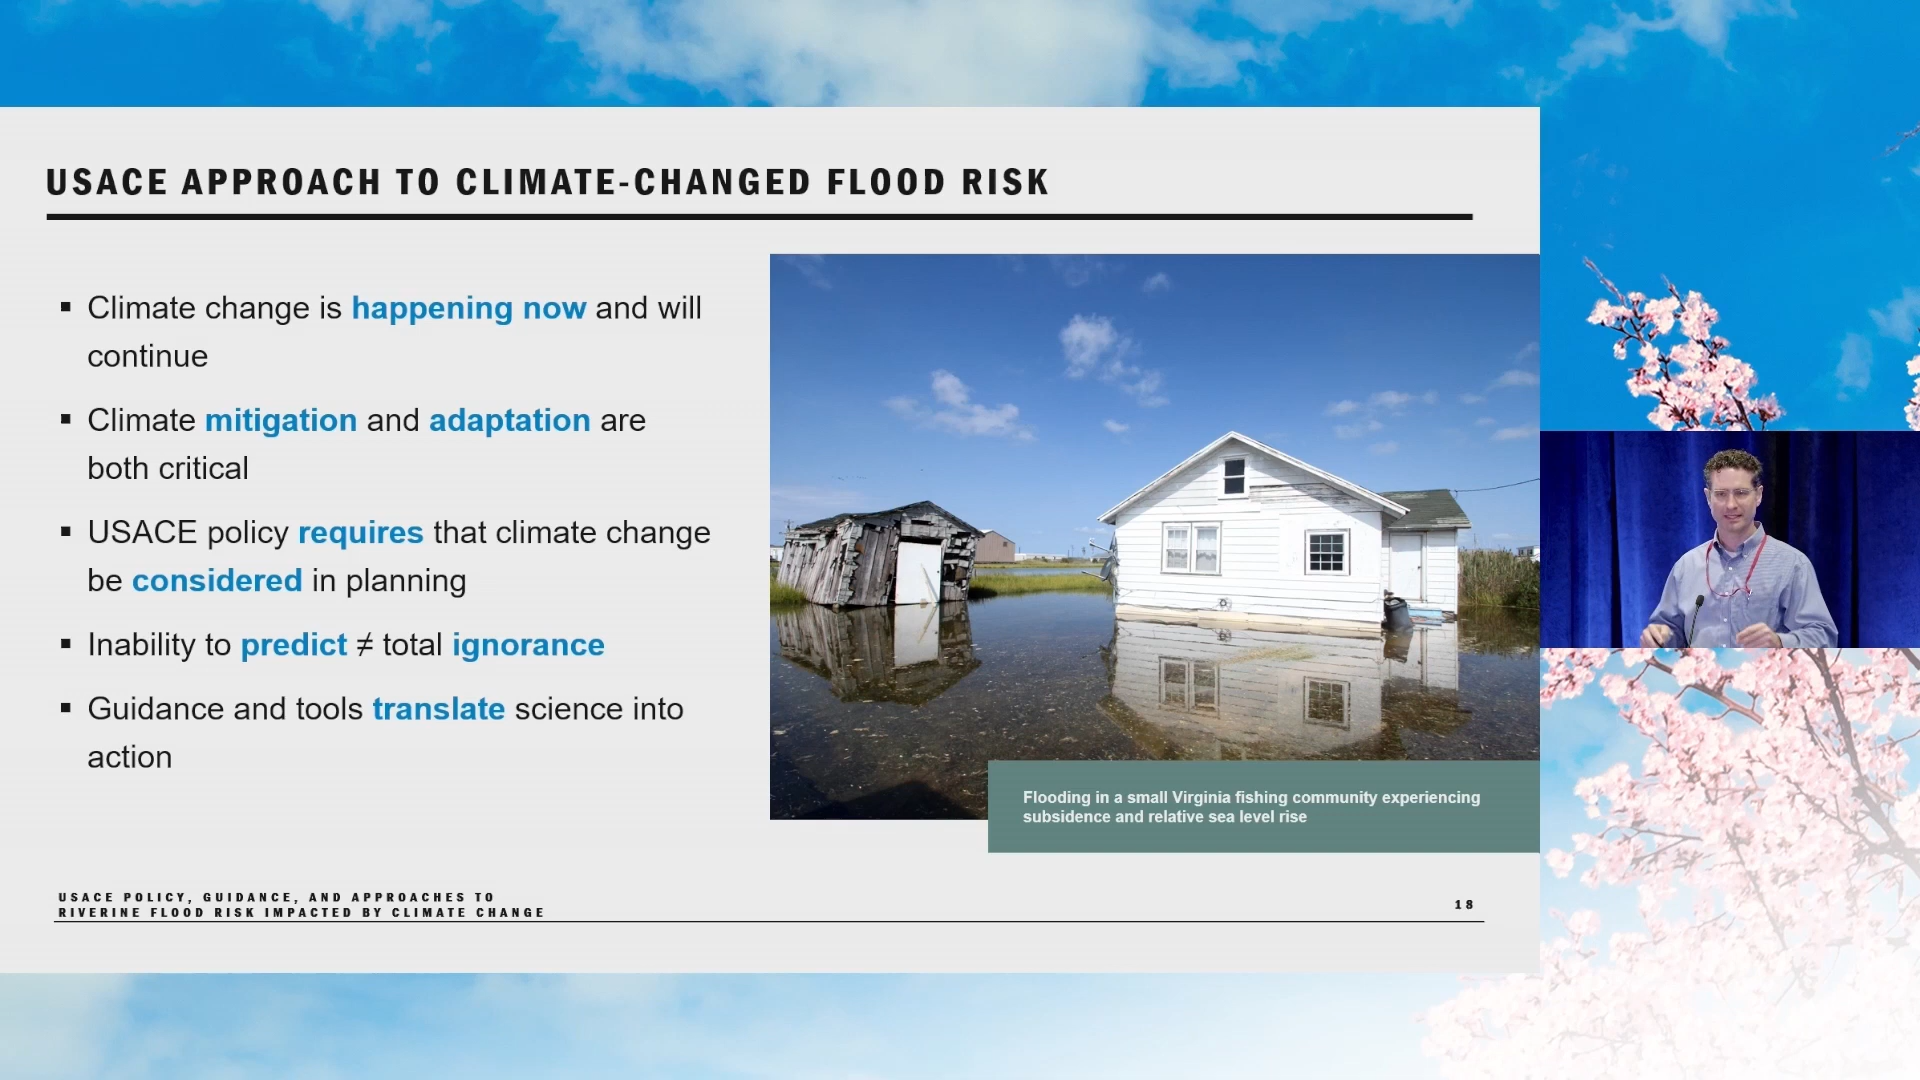 USACE APPROACH TO CLIMATE-CHANGED FLOOD RISK
▪ Climate change is happening now and will
continue
▪ Climate mitigation and adaptation are
both critical
▪ USACE policy requires that climate change
be considered in planning
▪ Inability to predict ≠ total ignorance
▪ Guidance and tools translate science into
action
Flooding in a small Virginia fishing community experiencing
subsidence and relative sea level rise
USACE POLICY, GUIDANCE, AND APPROACHES TO
RIVERINE FLOOD RISK IMPACTED BY CLIMATE CHANGE
18